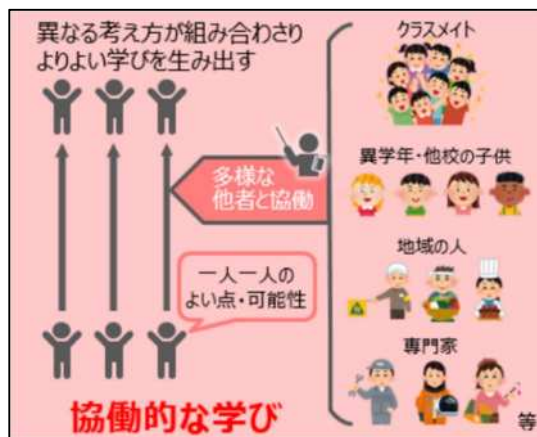 異なる考え方が組み合わさり
よりよい学びを生み出す
多様な
他者と協働
一人一人の
よい点・可能性
協働的な学び
クラスメイト
異学年・他校の子供
地域の人
専門家
等